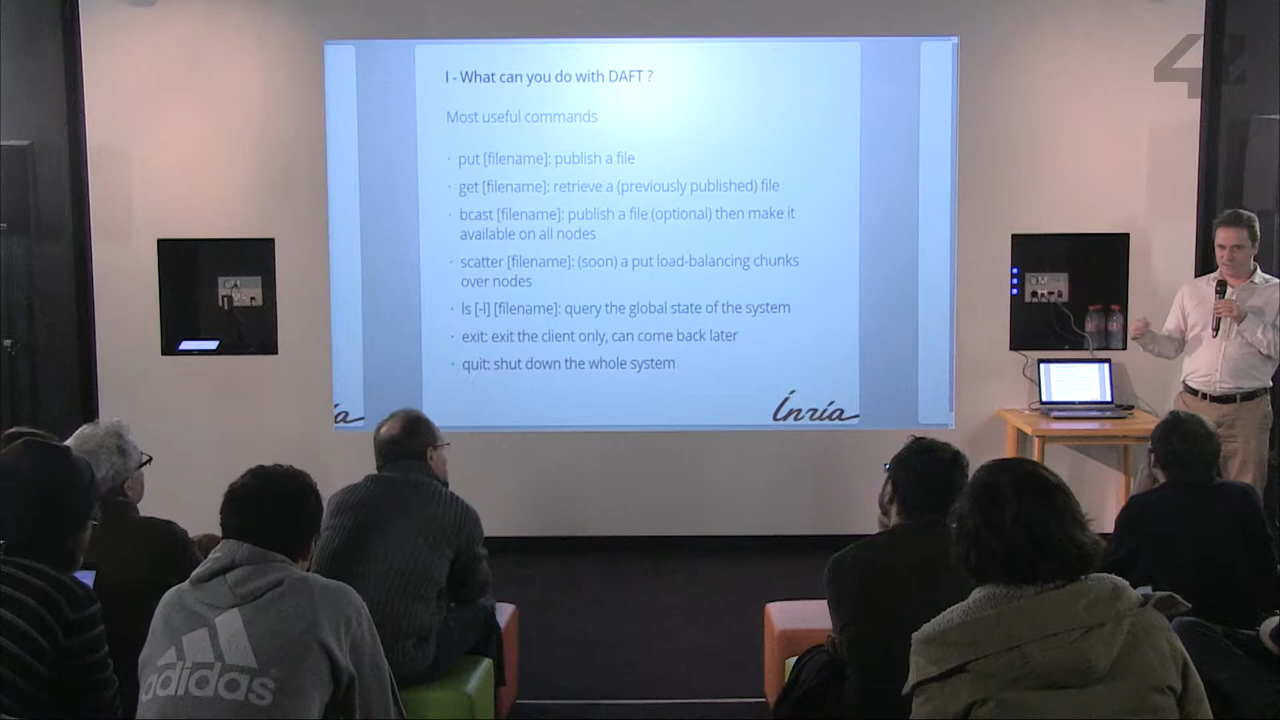 42
I - What can you do with DAFT ?
Most useful commands
· put [filename]: publish a file
· get [filename]: retrieve a (previously published) file
· bcast [filename]: publish a file (optional) then make it
available on all nodes
· scatter [filename]: (soon) a put load-balancing chunks
over nodes
· ls [-l] [filename]: query the global state of the system
· exit: exit the client only, can come back later
· quit: shut down the whole system
ia
Inria
adidas